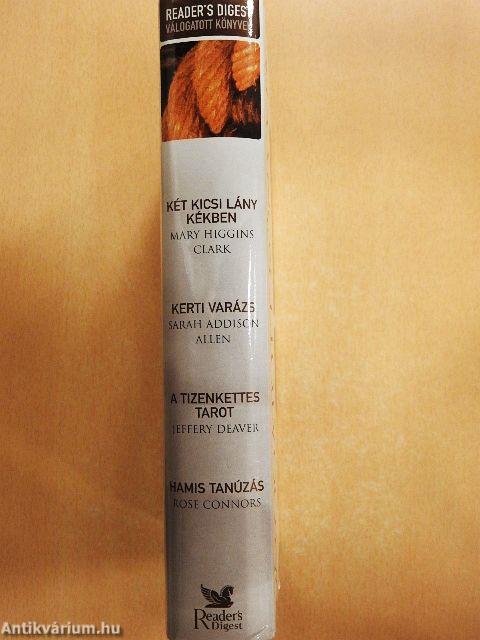 READER'S DIGEST
VÁLOGATOTT KÖNYVEK
KÉT KICSI LÁNY
KÉKBEN
MARY HIGGINS
CLARK
KERTI VARÁZS
SARAH ADDISON
ALLEN
A TIZENKETTES
TAROT
JEFFERY DEAVER
HAMIS TANÚZÁS
ROSE CONNORS
Reader's
Digest
Antikvárium.hu